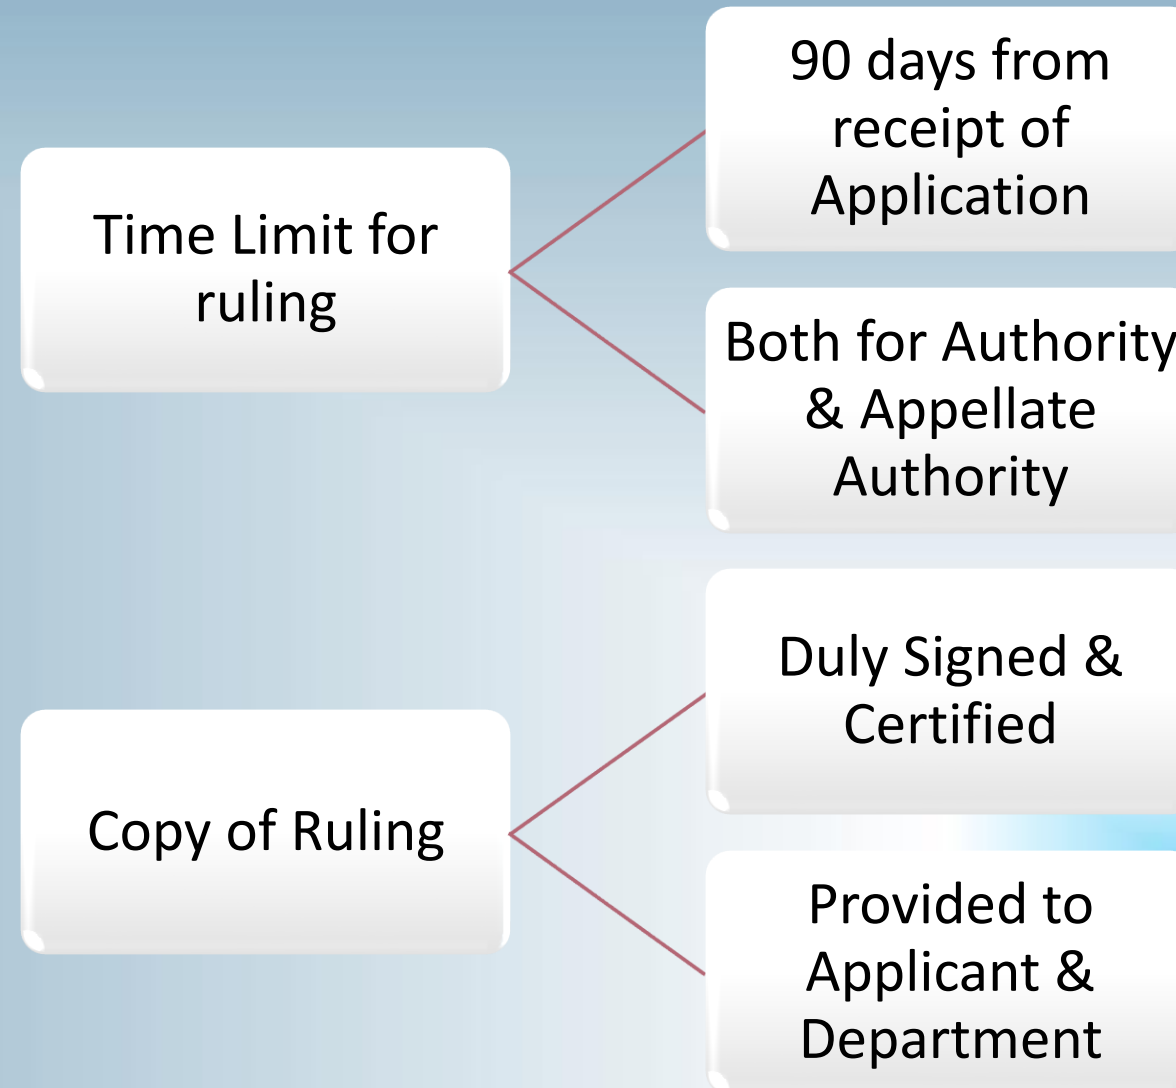 Time Limit for
ruling
90 days from
receipt of
Application
Both for Authority
& Appellate
Authority
Copy of Ruling
Duly Signed &
Certified
Provided to
Applicant &
Department